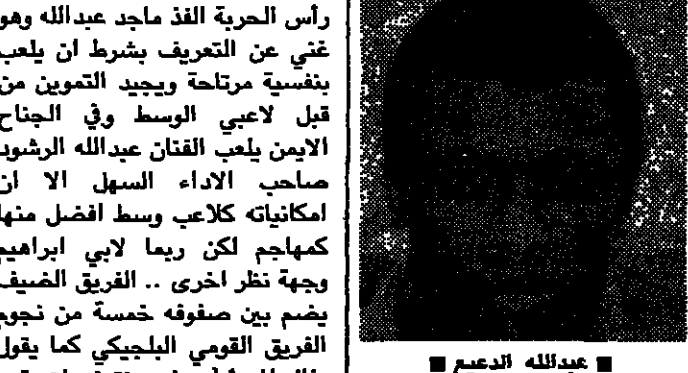 رأس الحربة الفذ ماجد عبدالله وهو
غني عن التعريف بشرط ان يلعب
بنفسية مرتاحة ويجيد التموين من
قبل لاعبي الوسط وفي الجناح
الايمن يلعب الفنان عبدالله الرشود
صاحب الاداء السهل الا ان
امكانياته كلاعب وسط افضل منها
كمهاجم لكن ربما لابي ابراهيم
وجهة نظر اخرى .. الفريق الضيف
يضم بين صفوفه خمسة من نجوم
الفريق القومي البلجيكي كما يقول
■ عبدالله الدعيع ■